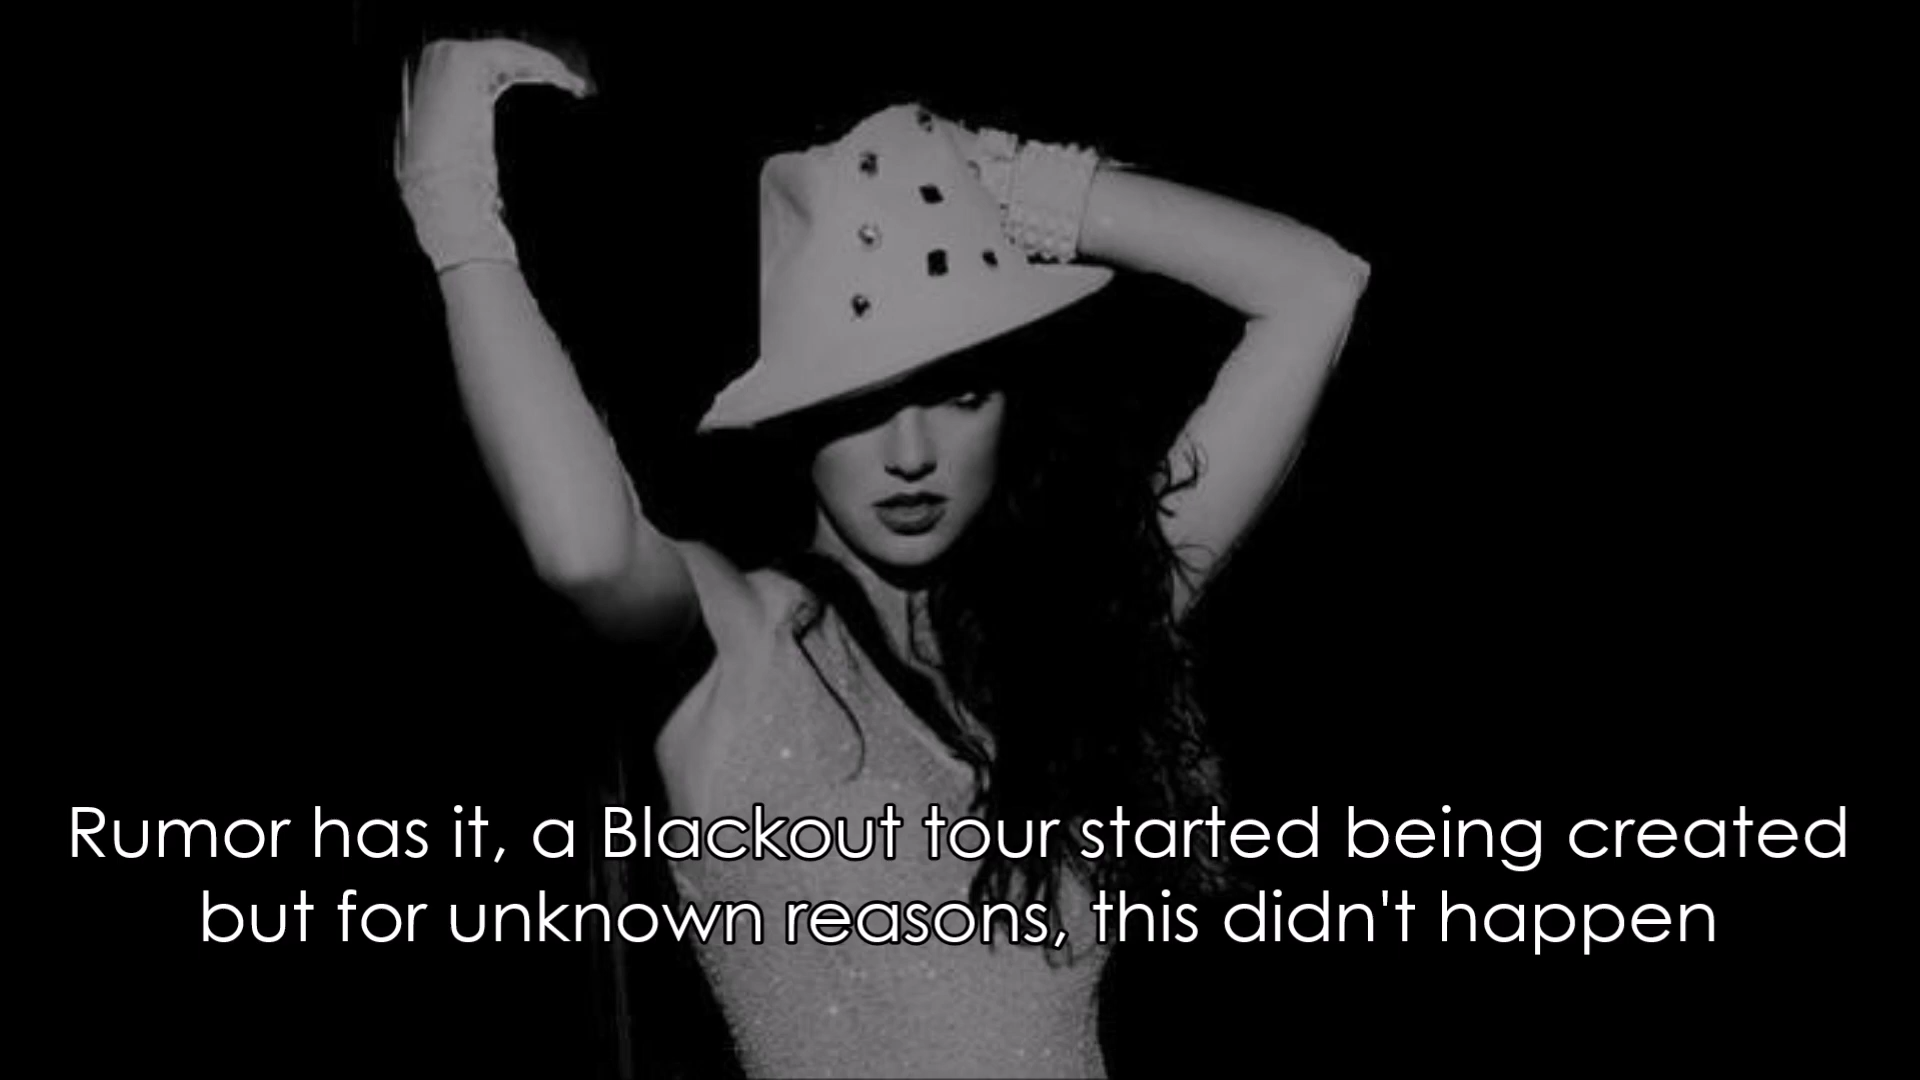 Rumor has it, a Blackout tour started being created
but for unknown reasons, this didn't happen